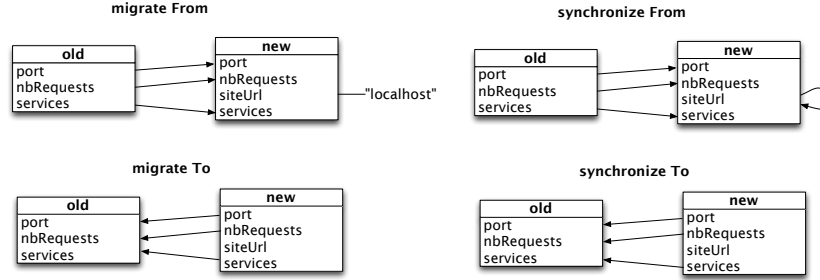 migrate From
old
port
nbRequests
services
new
port
nbRequests
siteUrl
services
"localhost"
synchronize From
old
port
nbRequests
services
new
port
nbRequests
siteUrl
services
migrate To
old
port
nbRequests
services
new
port
nbRequests
siteUrl
services
synchronize To
old
port
nbRequests
services
new
port
nbRequests
siteUrl
services